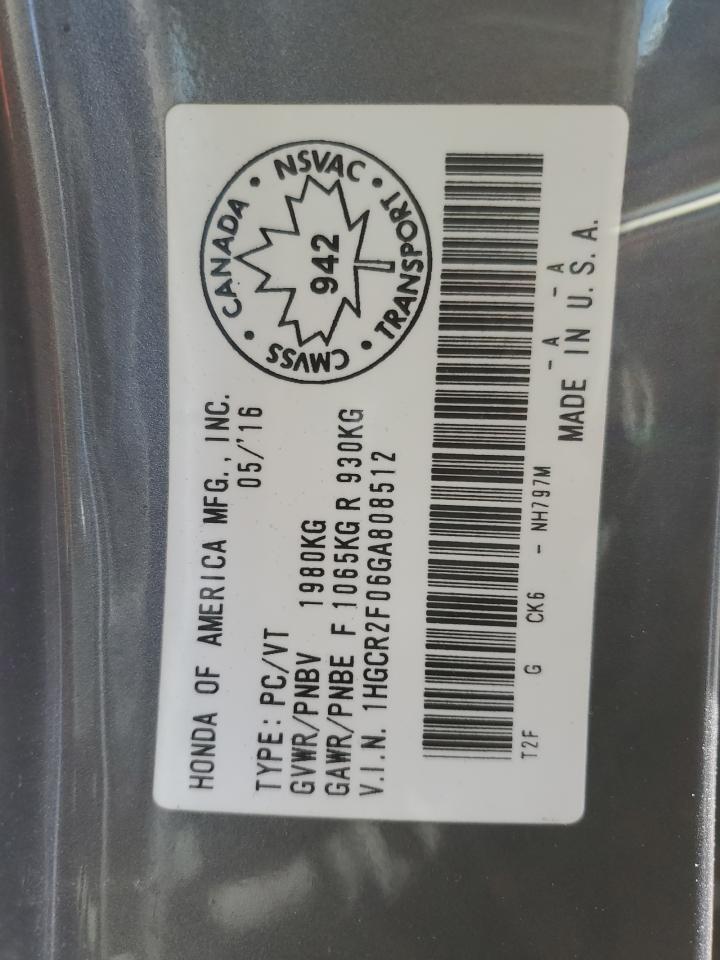 HONDA OF AMERICA MFG., INC.
05/'16
TYPE: PC/VT
GVWR/PNBV 1980KG
GAWR/PNBE F 1065KG R 930KG
V.I.N. 1HGCR2F06GA808512
CANADA • NSVAC • TRANSPORT • CMVSS •
942
T2F G CK6 - NH797M - A - A
MADE IN U.S.A.